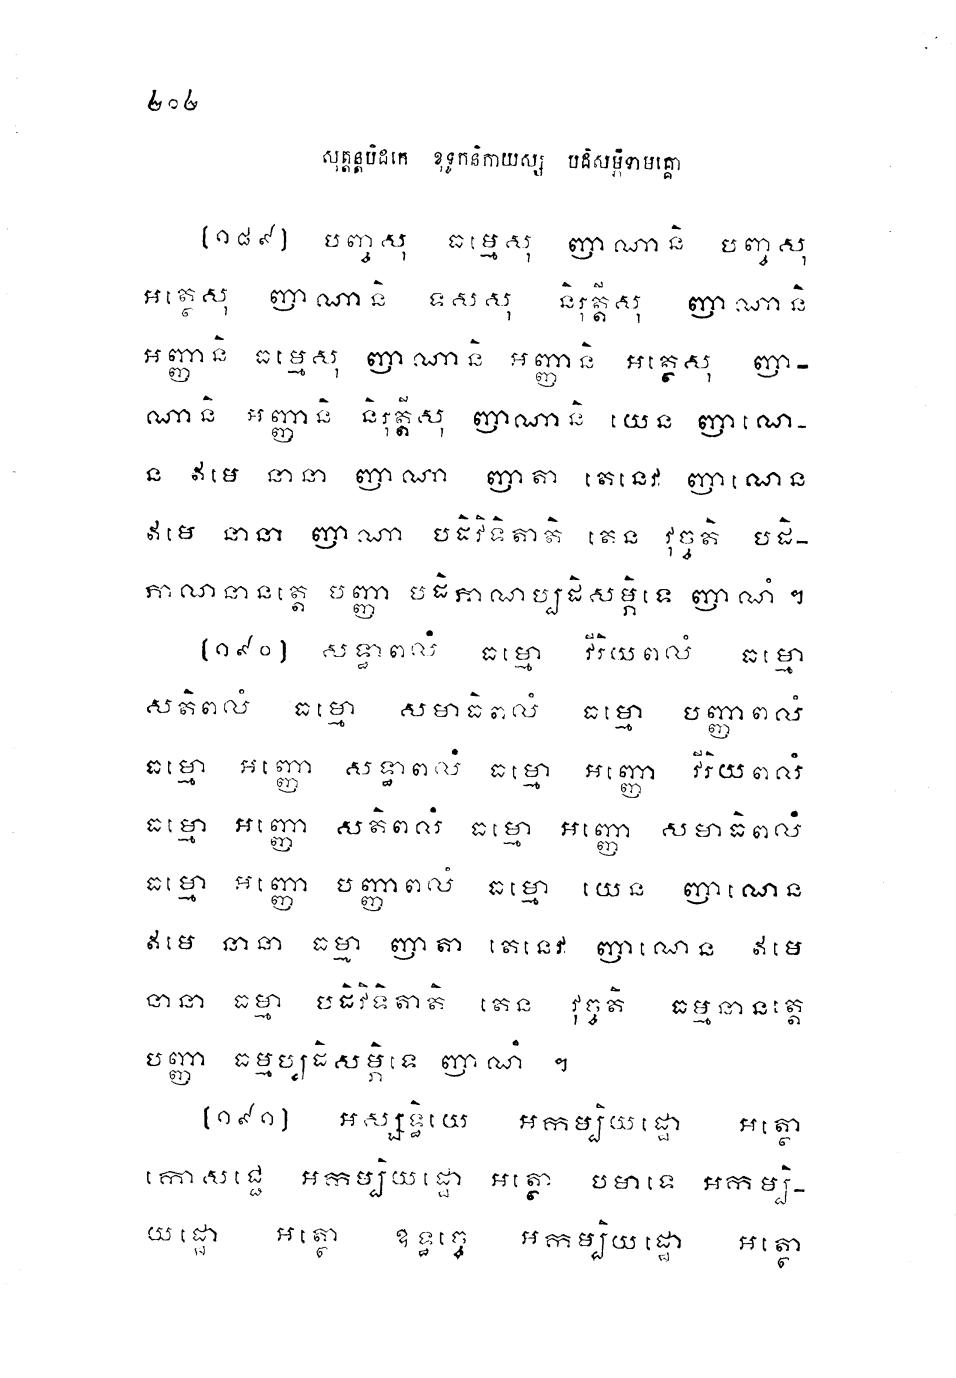 ២០៤
សុត្តន្តបិដកេ ខុទ្ទកនិកាយស្ស បដិសម្ភិទាមគ្គោ
[១៨៩] បញ្ចសុ ធម្មេសុ ញាណានិ បញ្ចសុ
អត្ថេសុ ញាណានិ ទសសុ និរុត្តីសុ ញាណានិ
អញ្ញានិ ធម្មេសុ ញាណានិ អញ្ញានិ អត្ថេសុ ញា-
ណានិ អញ្ញានិ និរុត្តីសុ ញាណានិ យេន ញាណេ-
ន ឥមេ នានា ញាណា ញាតា តេនេវ ញាណេន
ឥមេ នានា ញាណា បដិវិទិតាតិ តេន វុច្ចតិ បដិ-
ភាណនានត្តេ បញ្ញា បដិភាណប្បដិសម្ភិទេ ញាណំ ។
[១៩០] សទ្ធាពលំ ធម្មោ វីរិយពលំ ធម្មោ
សតិពលំ ធម្មោ សមាធិពលំ ធម្មោ បញ្ញាពលំ
ធម្មោ អញ្ញោ សទ្ធាពលំ ធម្មោ អញ្ញោ វីរិយពលំ
ធម្មោ អញ្ញោ សតិពលំ ធម្មោ អញ្ញោ សមាធិពលំ
ធម្មោ អញ្ញោ បញ្ញាពលំ ធម្មោ យេន ញាណេន
ឥមេ នានា ធម្មា ញាតា តេនេវ ញាណេន ឥមេ
នានា ធម្មា បដិវិទិតាតិ តេន វុច្ចតិ ធម្មនានត្តេ
បញ្ញា ធម្មប្បដិសម្ភិទេ ញាណំ ។
[១៩១] អស្សទ្ធិយេ អកម្បិយដ្ឋោ អត្ថោ
កោសជ្ជេ អកម្បិយដ្ឋោ អត្ថោ បមាទេ អកម្បិ-
យដ្ឋោ អត្ថោ ឧទ្ធច្ចេ អកម្បិយដ្ឋោ អត្ថោ